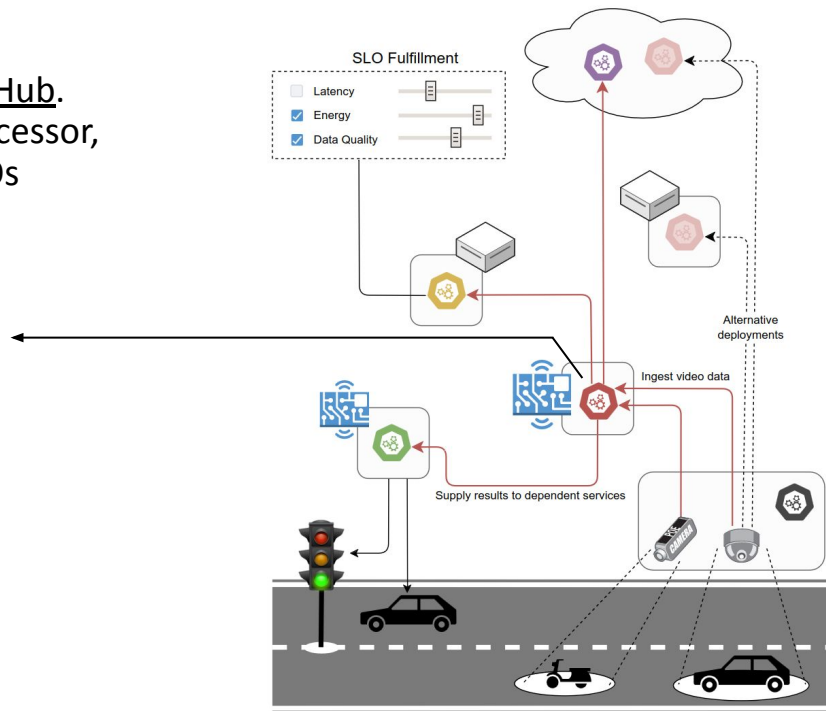 Hub.
cessor,
Os
SLO Fulfillment
Latency
Energy
Data Quality
Alternative
deployments
Ingest video data
Supply results to dependent services
CAMERA